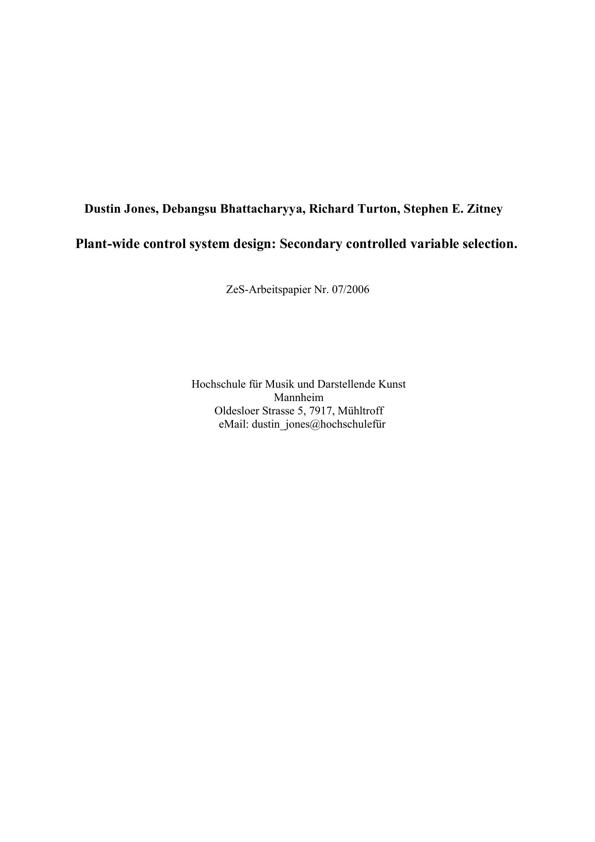 Dustin Jones, Debangsu Bhattacharyya, Richard Turton, Stephen E. Zitney
Plant-wide control system design: Secondary controlled variable selection.
ZeS-Arbeitspapier Nr. 07/2006
Hochschule für Musik und Darstellende Kunst
Mannheim
Oldesloer Strasse 5, 7917, Mühltroff
eMail: dustin_jones@hochschulefür